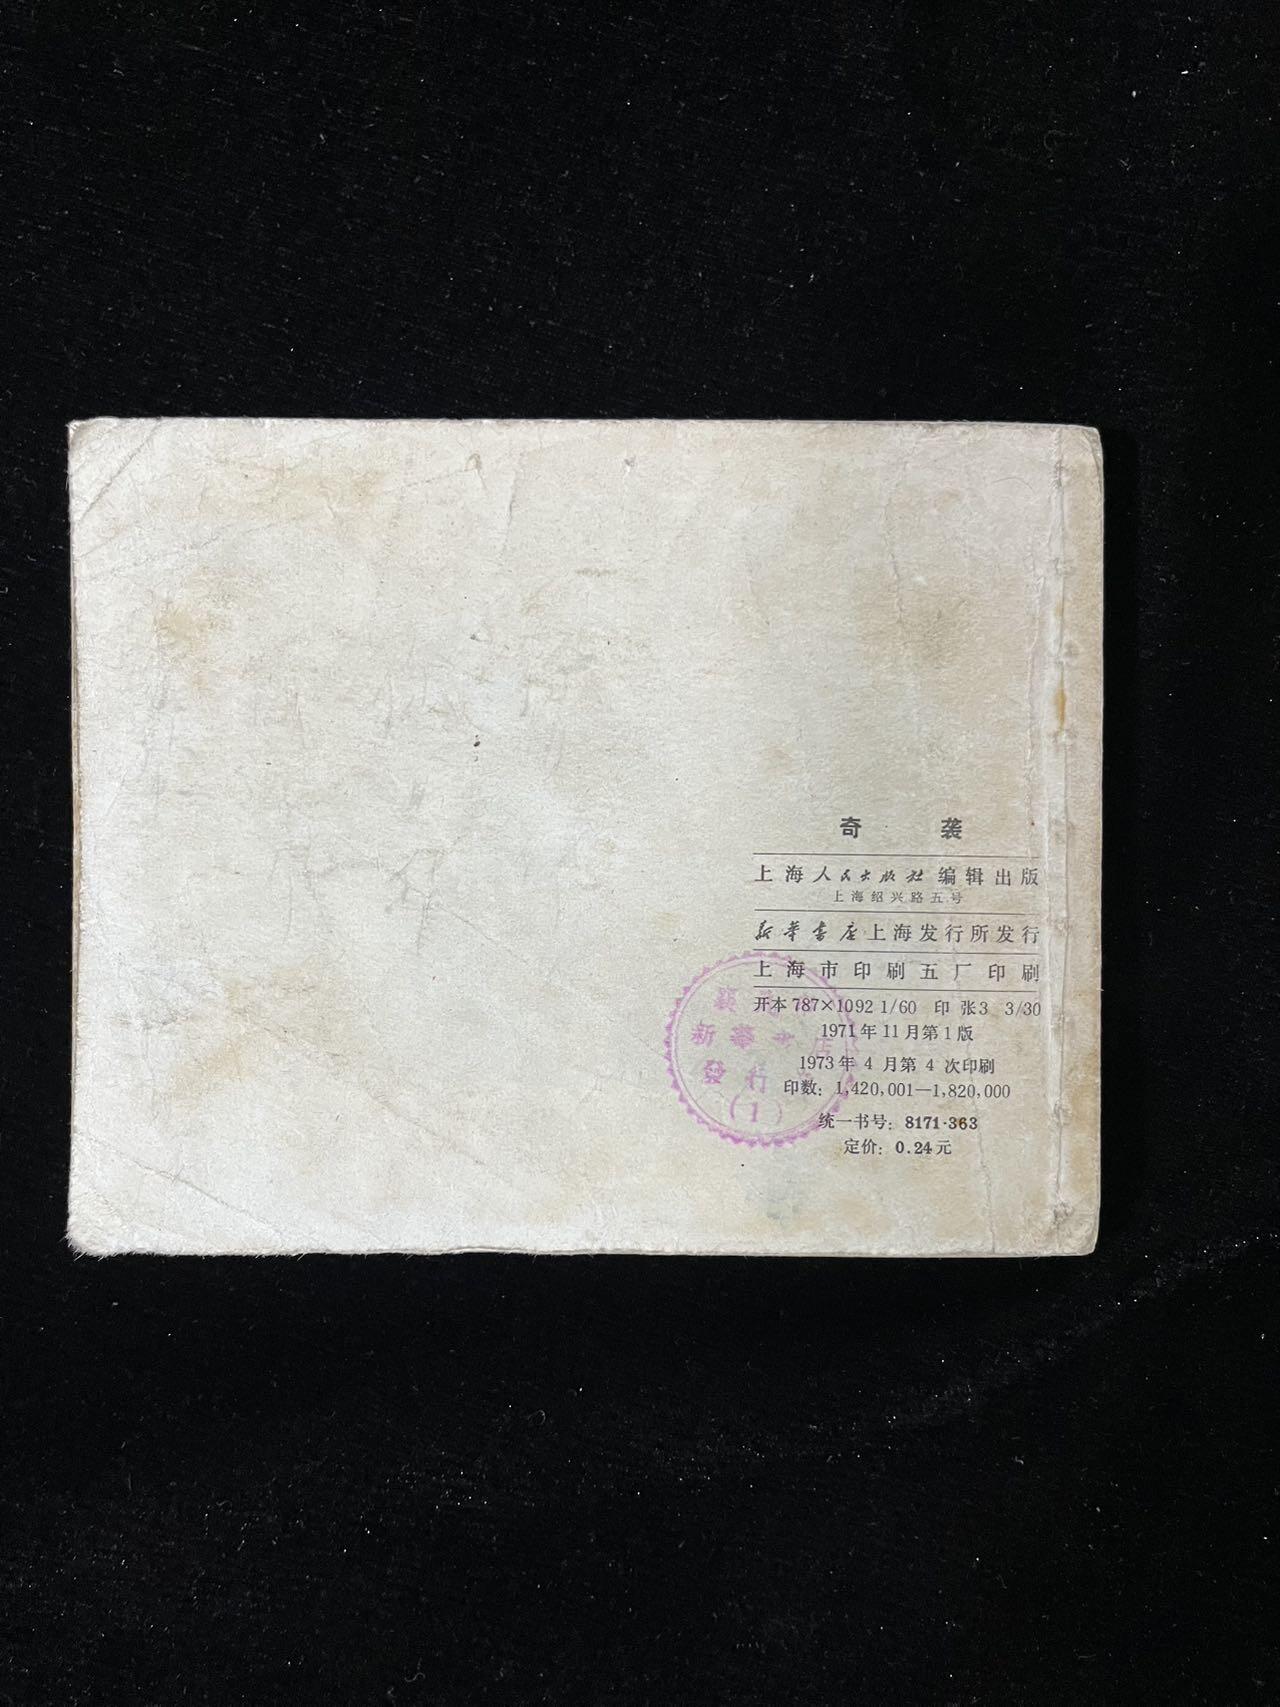 奇 袭
上海人民出版社 编辑出版
上海绍兴路五号
新华书店上海发行所发行
上海市印刷五厂印刷
开本 787×1092 1/60 印 张3 3/30
1971年11月第1版
1973年 4 月第 4 次印刷
印数: 1,420,001—1,820,000
统一书号: 8171·363
定价: 0.24元
新華 店
發行
(1)